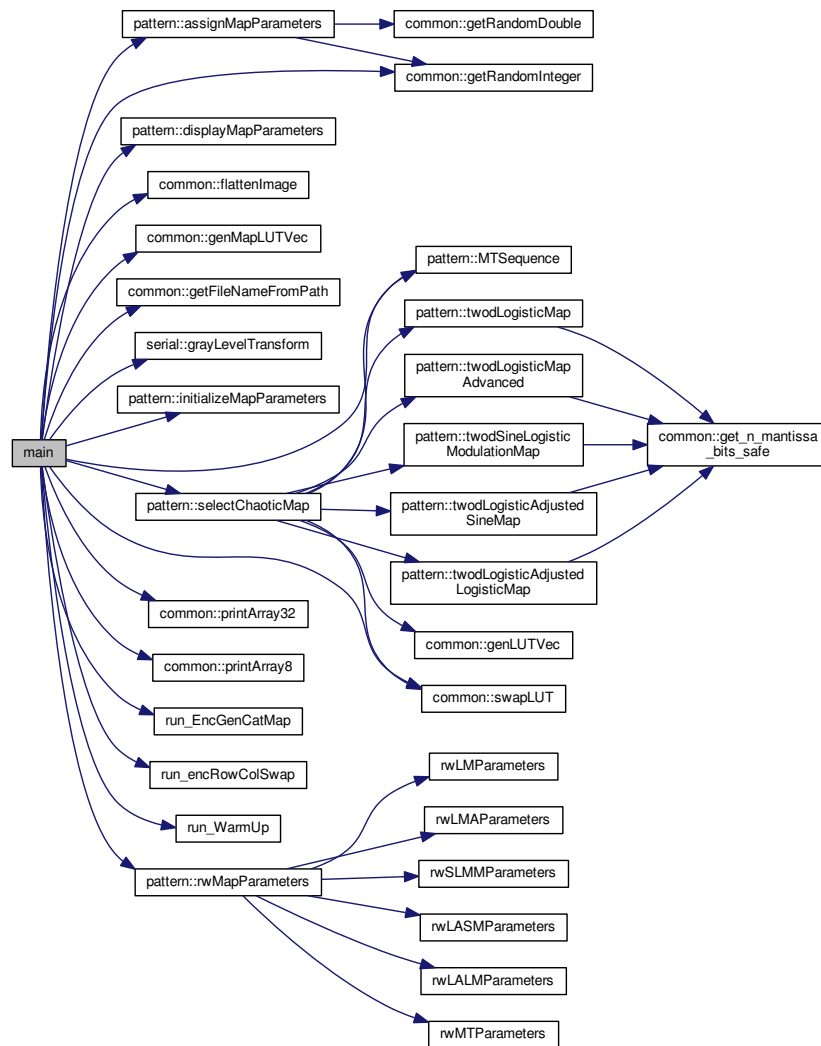 pattern::assignMapParameters
common::getRandomDouble
common::getRandomInteger
pattern::displayMapParameters
common::flattenImage
common::genMapLUTVec
pattern::MTSequence
common::getFileNameFromPath
pattern::twodLogisticMap
serial::grayLevelTransform
pattern::twodLogisticMap
Advanced
pattern::initializeMapParameters
main
pattern::twodSineLogistic
ModulationMap
common::get_n_mantissa
_bits_safe
pattern::selectChaoticMap
pattern::twodLogisticAdjusted
SineMap
pattern::twodLogisticAdjusted
LogisticMap
common::printArray32
common::genLUTVec
common::printArray8
common::swapLUT
run_EncGenCatMap
run_encRowColSwap
rwLMParameters
run_WarmUp
rwLMAParameters
pattern::rwMapParameters
rwSLMMParameters
rwLASMParameters
rwLALMParameters
rwMTParameters